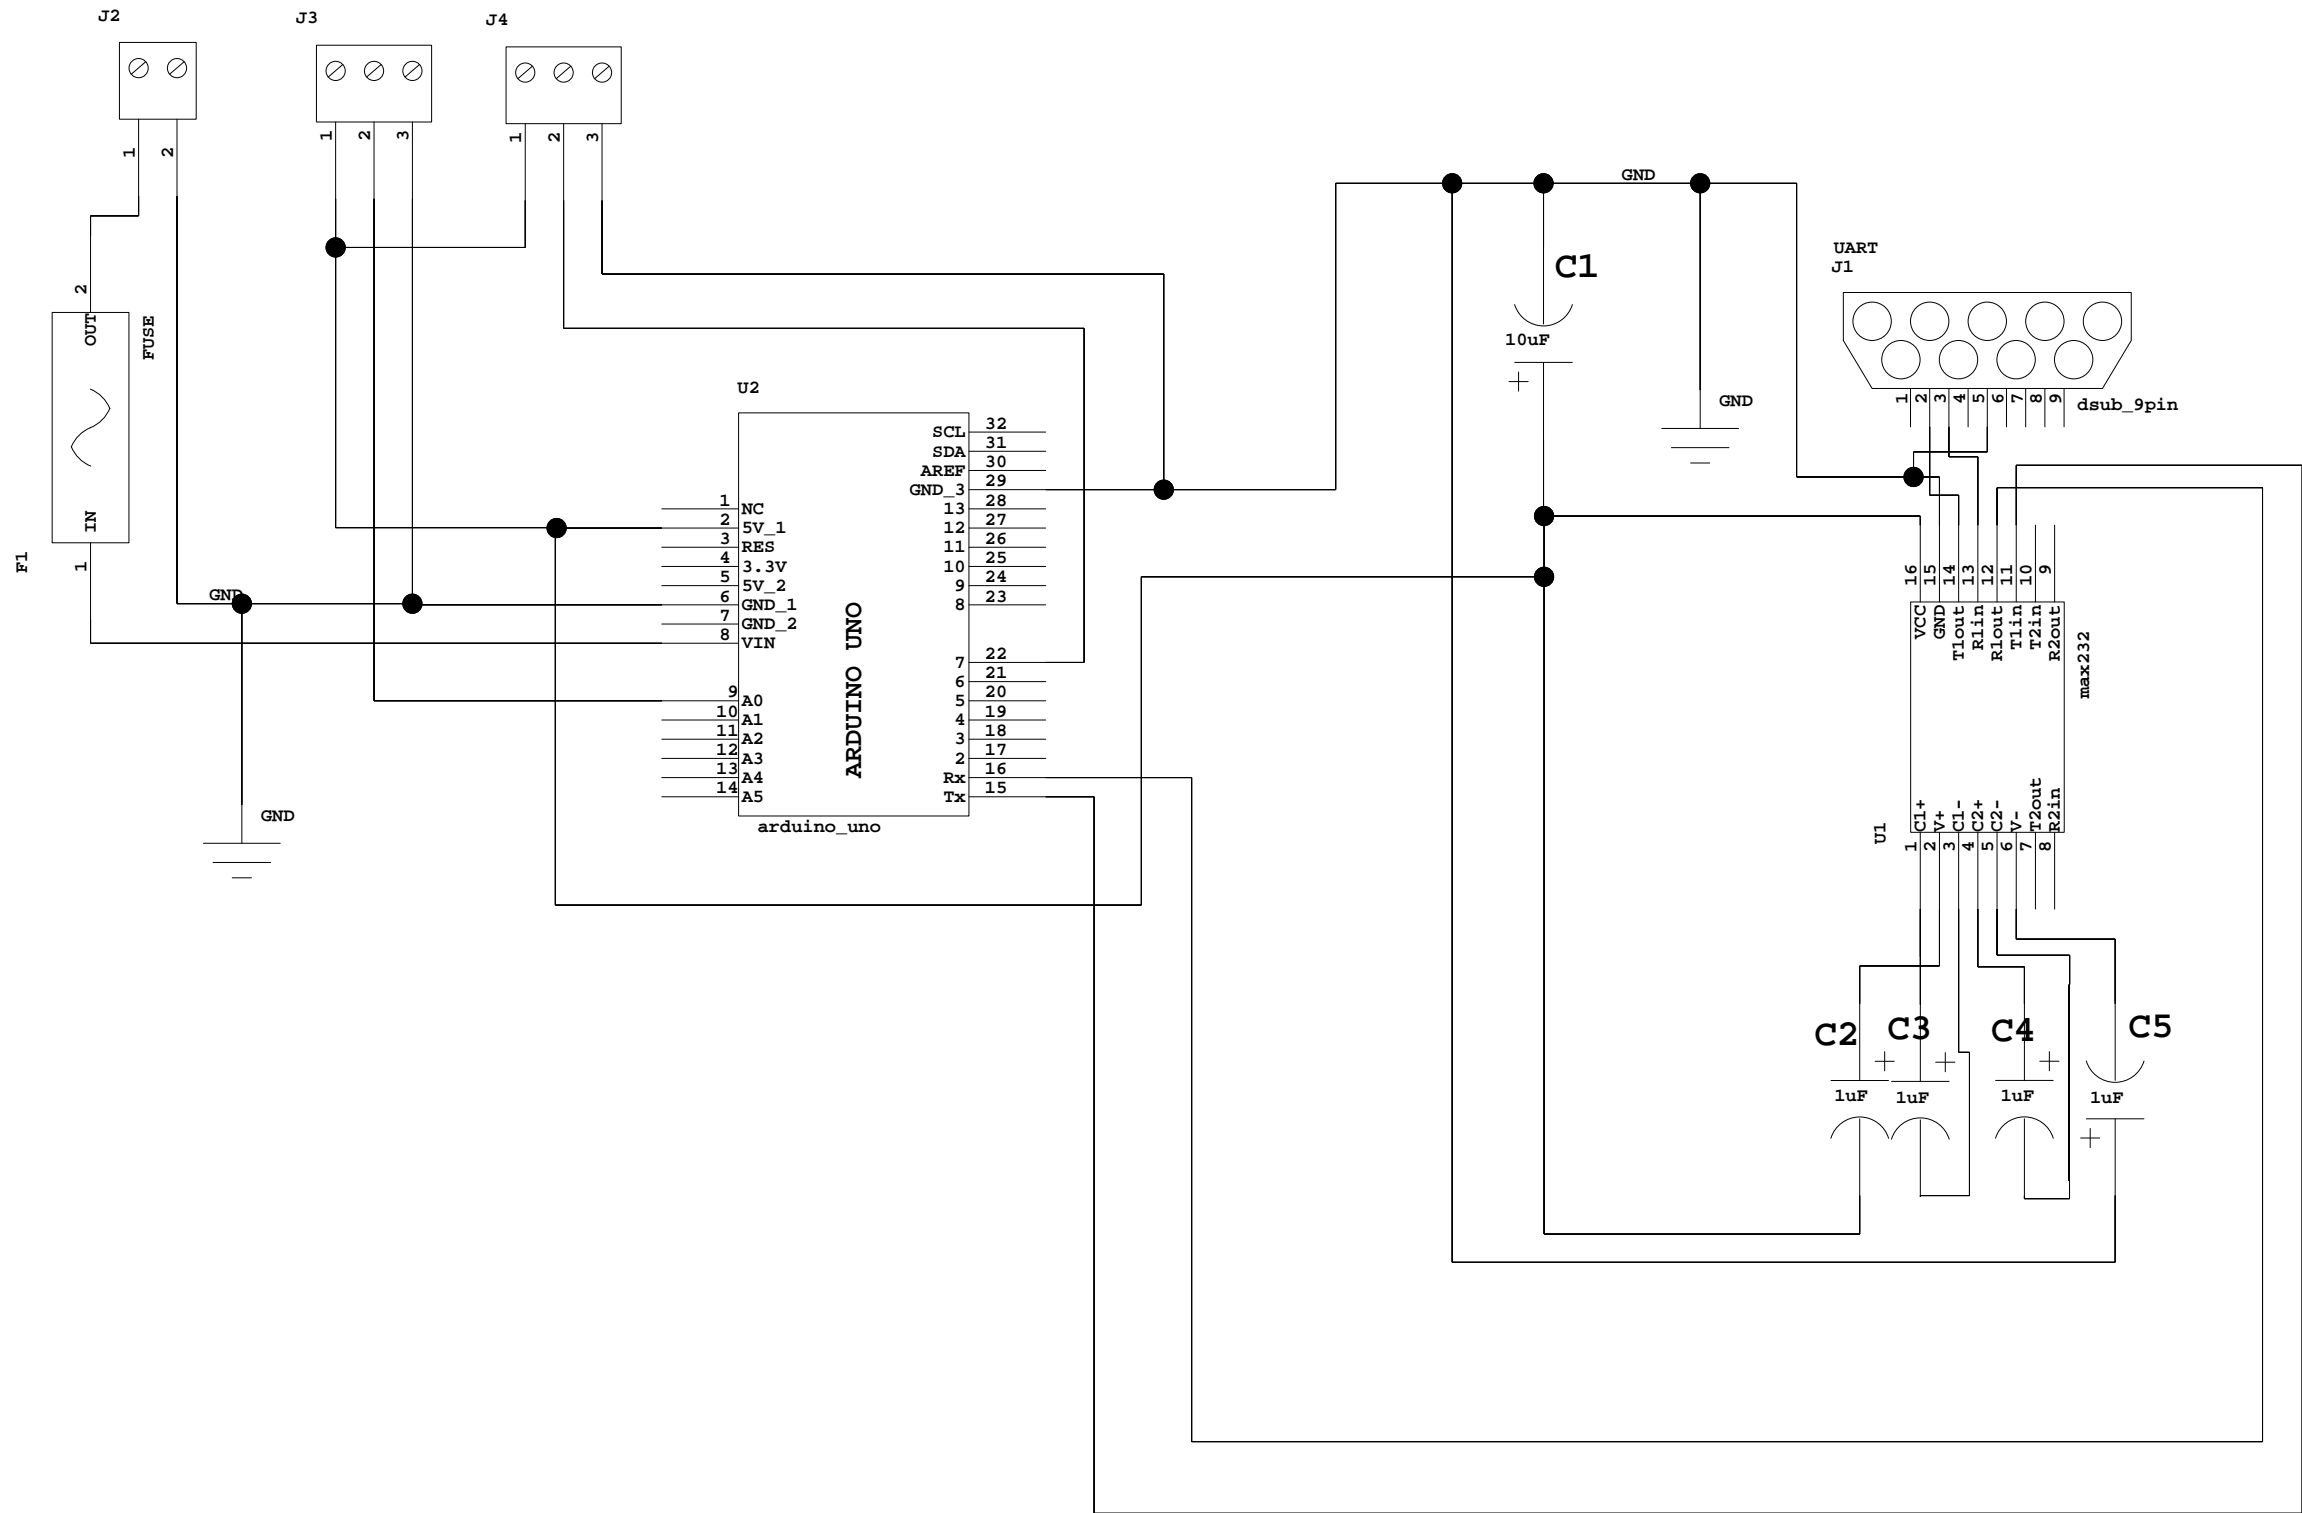 J2
J3
J4
1
2
1
2
3
1
2
3
GND
C1
10uF
+
GND
UART
J1
1
2
3
4
5
6
7
8
9
dsub_9pin
2
OUT
FUSE
IN
1
F1
GND
GND
U2
1 NC
2 5V_1
3 RES
4 3.3V
5 5V_2
6 GND_1
7 GND_2
8 VIN
9 A0
10 A1
11 A2
12 A3
13 A4
14 A5
ARDUINO UNO
SCL 32
SDA 31
AREF 30
GND_3 29
13 28
12 27
11 26
10 25
9 24
8 23
7 22
6 21
5 20
4 19
3 18
2 17
Rx 16
Tx 15
arduino_uno
16 VCC
15 GND
14 T1out
13 R1in
12 R1out
11 T1in
10 T2in
9 R2out
max232
U1
1 C1+
2 V+
3 C1-
4 C2+
5 C2-
6 V-
7 T2out
8 R2in
C2
+
1uF
C3
+
1uF
C4
+
1uF
C5
1uF
+